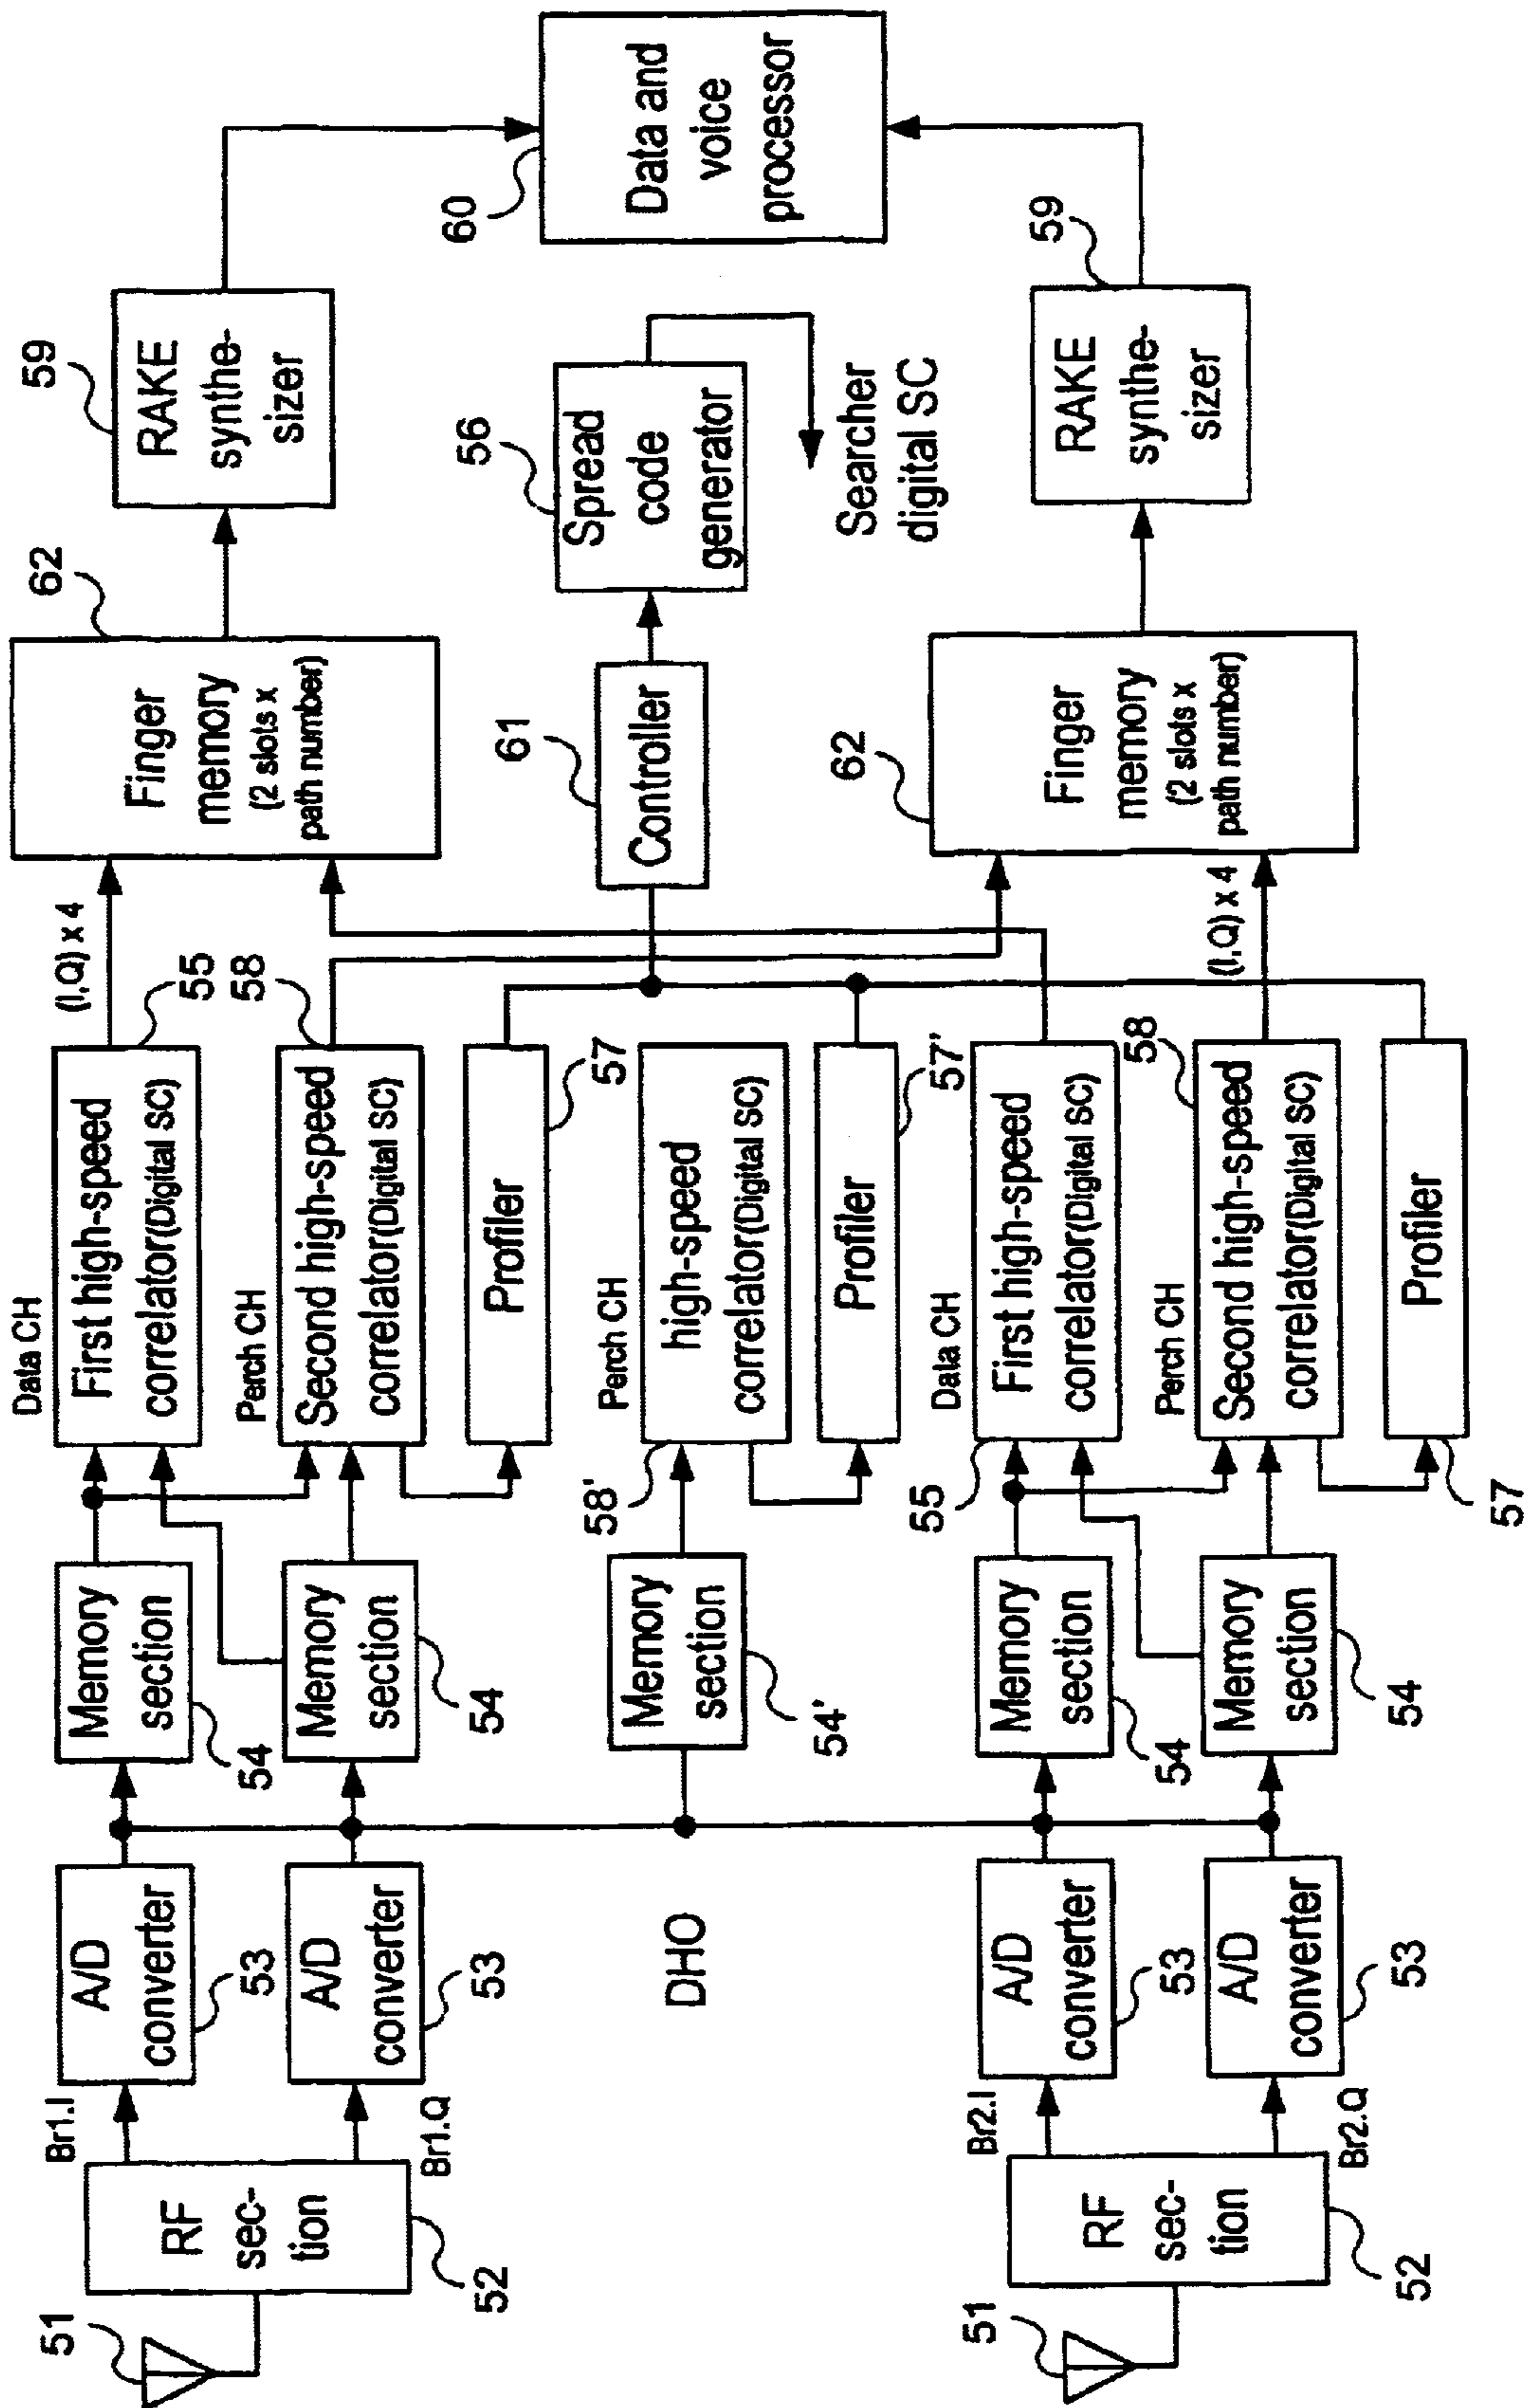 51
RF
sec-
tion
52
Br1.I
Br1.Q
A/D
converter
53
A/D
converter
53
Memory
section
54
Memory
section
54
Data CH
First high-speed
correlator(Digital SC)
55
(I,Q) x 4
Perch CH
Second high-speed
correlator(Digital SC)
58
Profiler
57
Finger
memory
(2 slots x
path number)
62
RAKE
synthe-
sizer
59
DHO
Memory
section
54'
Perch CH
high-speed
correlator(Digital SC)
58'
Profiler
57'
Controller
61
Spread
code
generator
56
Searcher
digital SC
Data and
voice
processor
60
51
RF
sec-
tion
52
Br2.I
Br2.Q
A/D
converter
53
A/D
converter
53
Memory
section
54
Memory
section
54
Data CH
First high-speed
correlator(Digital SC)
55
Perch CH
Second high-speed
correlator(Digital SC)
58
(I,Q) x 4
Profiler
57
Finger
memory
(2 slots x
path number)
62
RAKE
synthe-
sizer
59